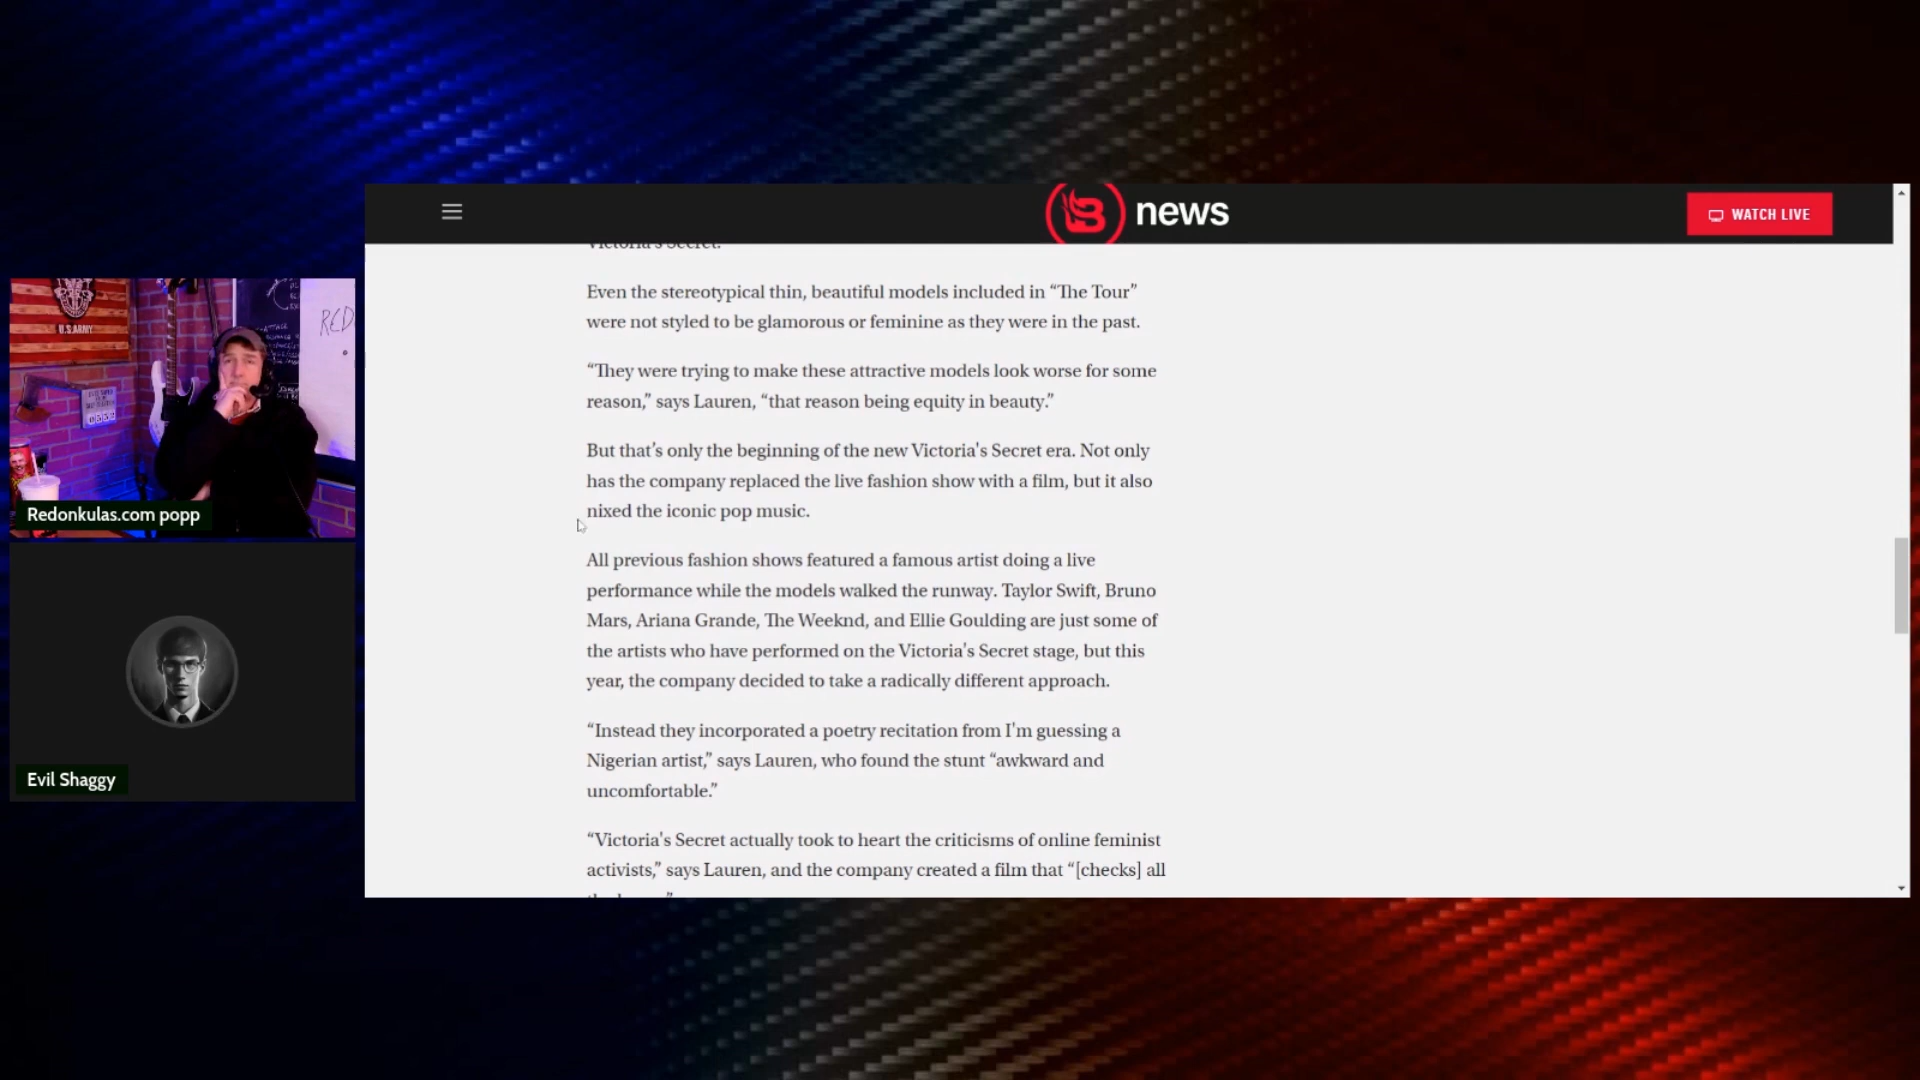 news
WATCH LIVE
Victoria's Secret.
Even the stereotypical thin, beautiful models included in “The Tour”
were not styled to be glamorous or feminine as they were in the past.
“They were trying to make these attractive models look worse for some
reason,” says Lauren, “that reason being equity in beauty.”
But that’s only the beginning of the new Victoria's Secret era. Not only
has the company replaced the live fashion show with a film, but it also
nixed the iconic pop music.
All previous fashion shows featured a famous artist doing a live
performance while the models walked the runway. Taylor Swift, Bruno
Mars, Ariana Grande, The Weeknd, and Ellie Goulding are just some of
the artists who have performed on the Victoria's Secret stage, but this
year, the company decided to take a radically different approach.
“Instead they incorporated a poetry recitation from I'm guessing a
Nigerian artist,” says Lauren, who found the stunt “awkward and
uncomfortable.”
“Victoria's Secret actually took to heart the criticisms of online feminist
activists,” says Lauren, and the company created a film that “[checks] all
U.S. ARMY
RED
Redonkulas.com popp
Evil Shaggy